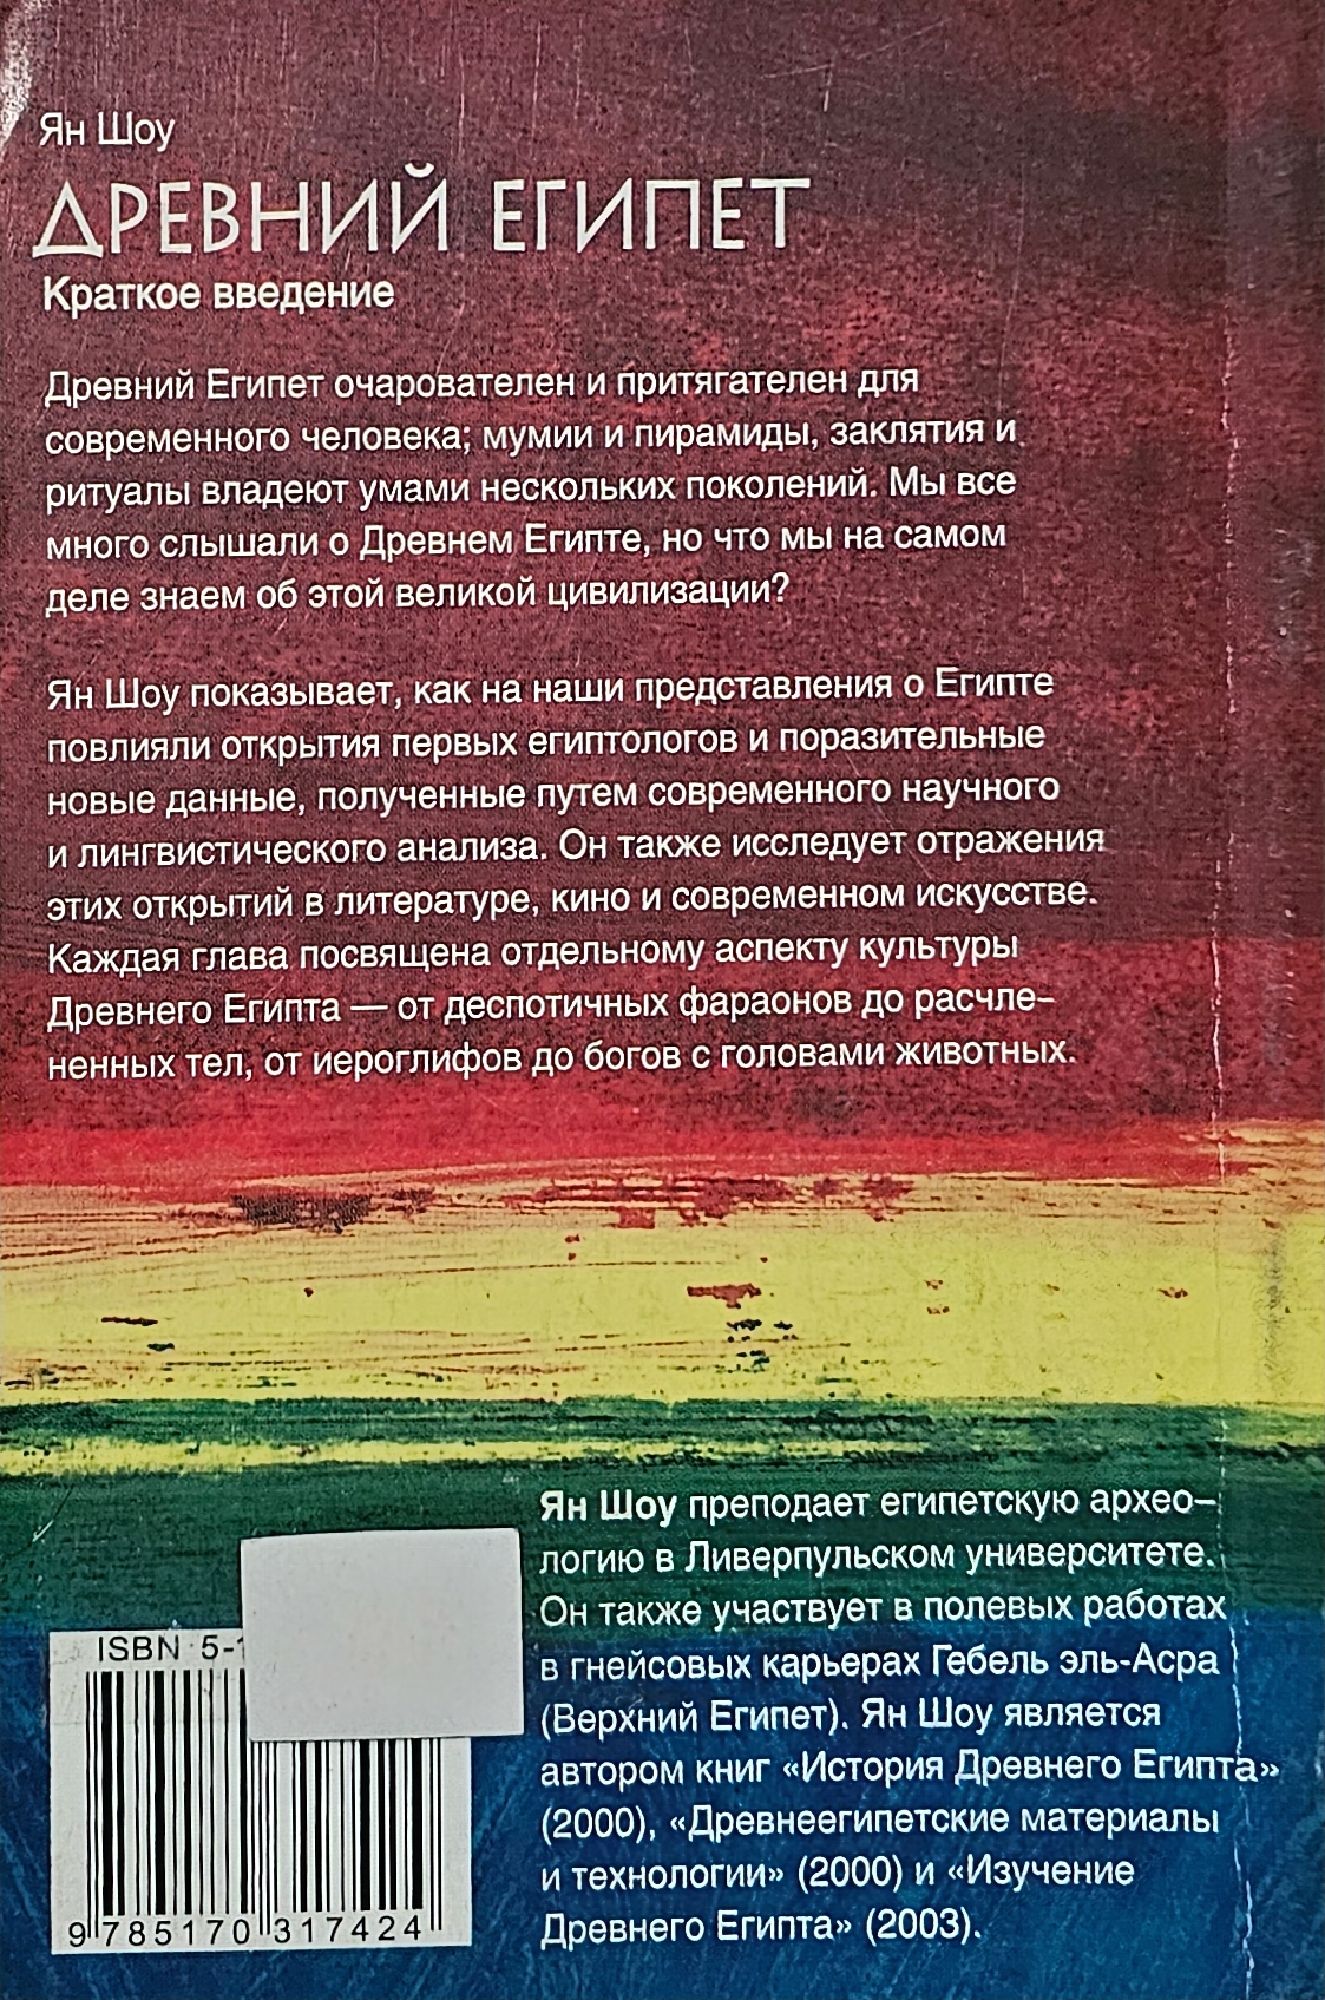 Ян Шоу
ДРЕВНИЙ ЕГИПЕТ
Краткое введение
Древний Египет очарователен и притягателен для
современного человека; мумии и пирамиды, заклятия и
ритуалы владеют умами нескольких поколений. Мы все
много слышали о Древнем Египте, но что мы на самом
деле знаем об этой великой цивилизации?
Ян Шоу показывает, как на наши представления о Египте
повлияли открытия первых египтологов и поразительные
новые данные, полученные путем современного научного
и лингвистического анализа. Он также исследует отражения
этих открытий в литературе, кино и современном искусстве.
Каждая глава посвящена отдельному аспекту культуры
Древнего Египта — от деспотичных фараонов до расчле-
ненных тел, от иероглифов до богов с головами животных.
Ян Шоу преподает египетскую архео-
логию в Ливерпульском университете.
Он также участвует в полевых работах
в гнейсовых карьерах Гебель эль-Асра
(Верхний Египет). Ян Шоу является
автором книг «История Древнего Египта»
(2000), «Древнеегипетские материалы
и технологии» (2000) и «Изучение
Древнего Египта» (2003).
ISBN 5-1
9 785170 317424